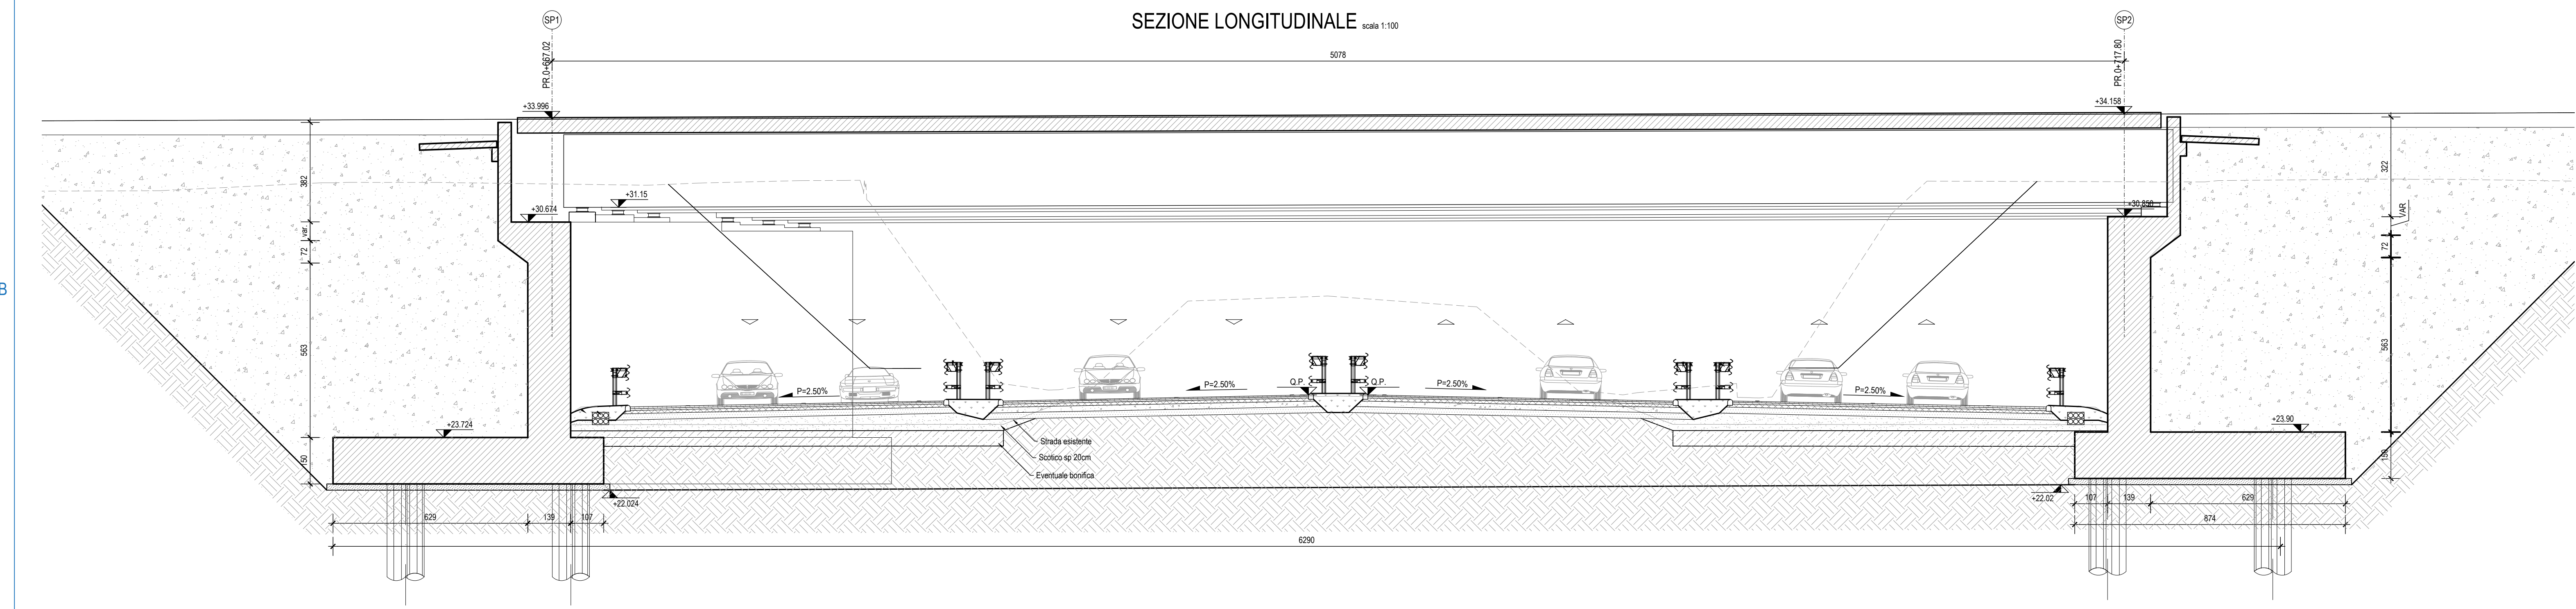 SP1
SEZIONE LONGITUDINALE scala 1:100
SP2
PR.0+667.02
5078
PR.0+717.80
+33.996
+34.158
382
322
+31.15
+30.674
+30.850
VAR
var.
72
72
B
563
563
P=2.50%
P=2.50%
Q.P.
Q.P.
P=2.50%
P=2.50%
+23.724
+23.90
Strada esistente
Scotico sp 20cm
Eventuale bonifica
150
150
+22.024
+22.02
629
139
107
107
139
629
874
6290